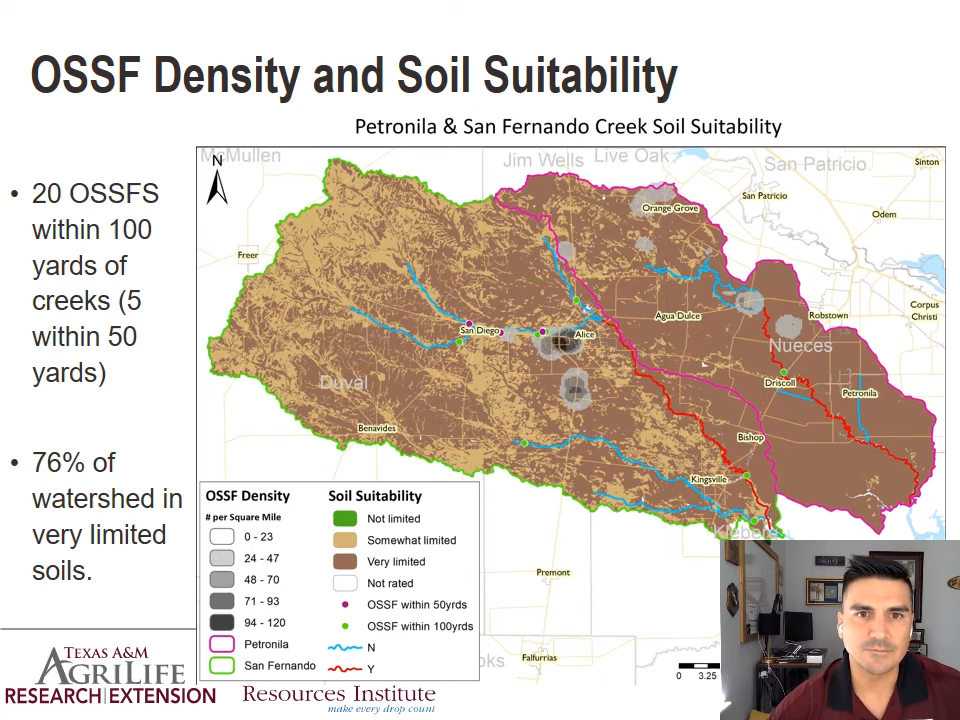 OSSF Density and Soil Suitability
• 20 OSSFS
within 100
yards of
creeks (5
within 50
yards)
• 76% of
watershed in
very limited
soils.
Petronila & San Fernando Creek Soil Suitability
McMullen
Jim Wells
Live Oak
San Patricio
Sinton
N
San Patricio
Orange Grove
Odem
Freer
Corpus
Christi
Agua Dulce
Robstown
San Diego
Alice
Nueces
Duval
Driscoll
Petronila
Benavides
Bishop
Kingsville
Premont
Falfurrias
0 3.25
OSSF Density
# per Square Mile
0 - 23
24 - 47
48 - 70
71 - 93
94 - 120
Petronila
San Fernando
Soil Suitability
Not limited
Somewhat limited
Very limited
Not rated
OSSF within 50yrds
OSSF within 100yrds
N
Y
TEXAS A&M
AGRILIFE
RESEARCH | EXTENSION
Resources Institute
make every drop count